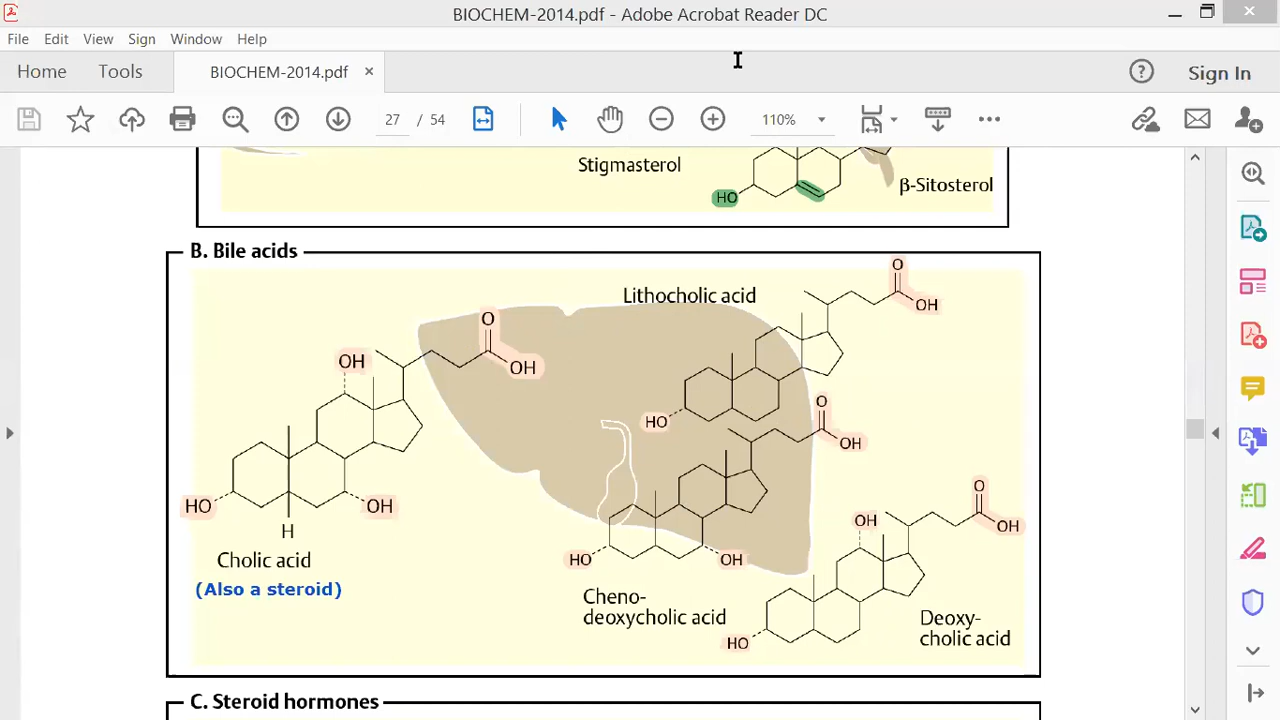 BIOCHEM-2014.pdf - Adobe Acrobat Reader DC
File Edit View Sign Window Help
Home Tools BIOCHEM-2014.pdf × Sign In
27 / 54 110%
Stigmasterol
HO
β-Sitosterol
B. Bile acids
Lithocholic acid
O
OH
HO
O
OH
OH
HO
OH
H
Cholic acid
(Also a steroid)
O
OH
HO
OH
Cheno-
deoxycholic acid
O
OH
OH
HO
Deoxy-
cholic acid
C. Steroid hormones